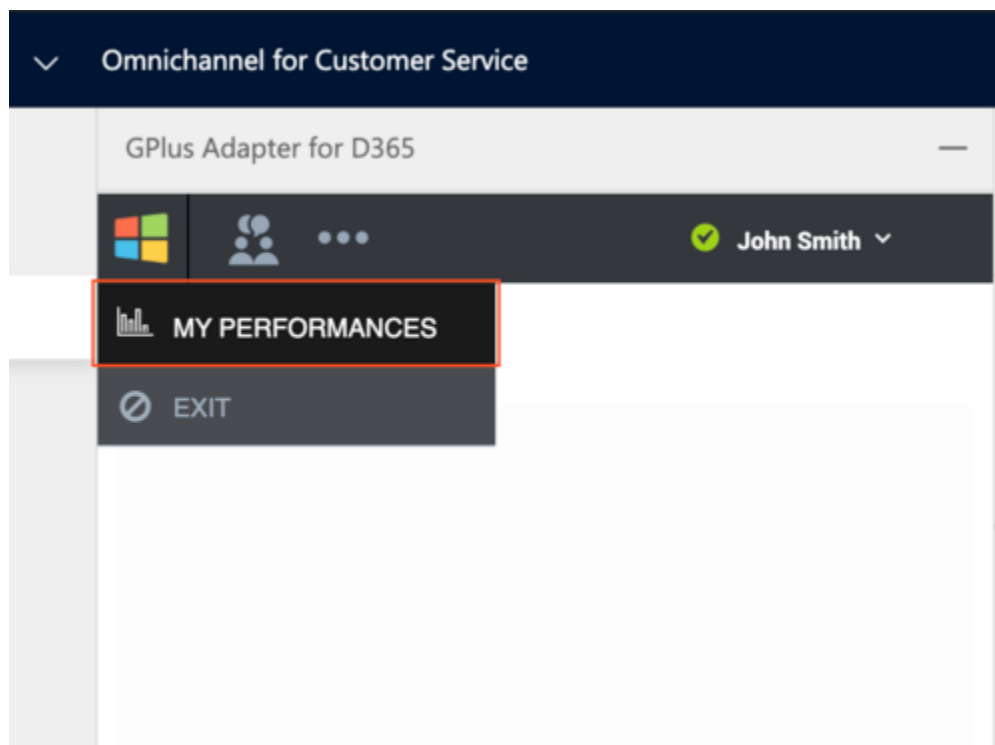 Omnichannel for Customer Service
GPlus Adapter for D365
John Smith
MY PERFORMANCES
EXIT